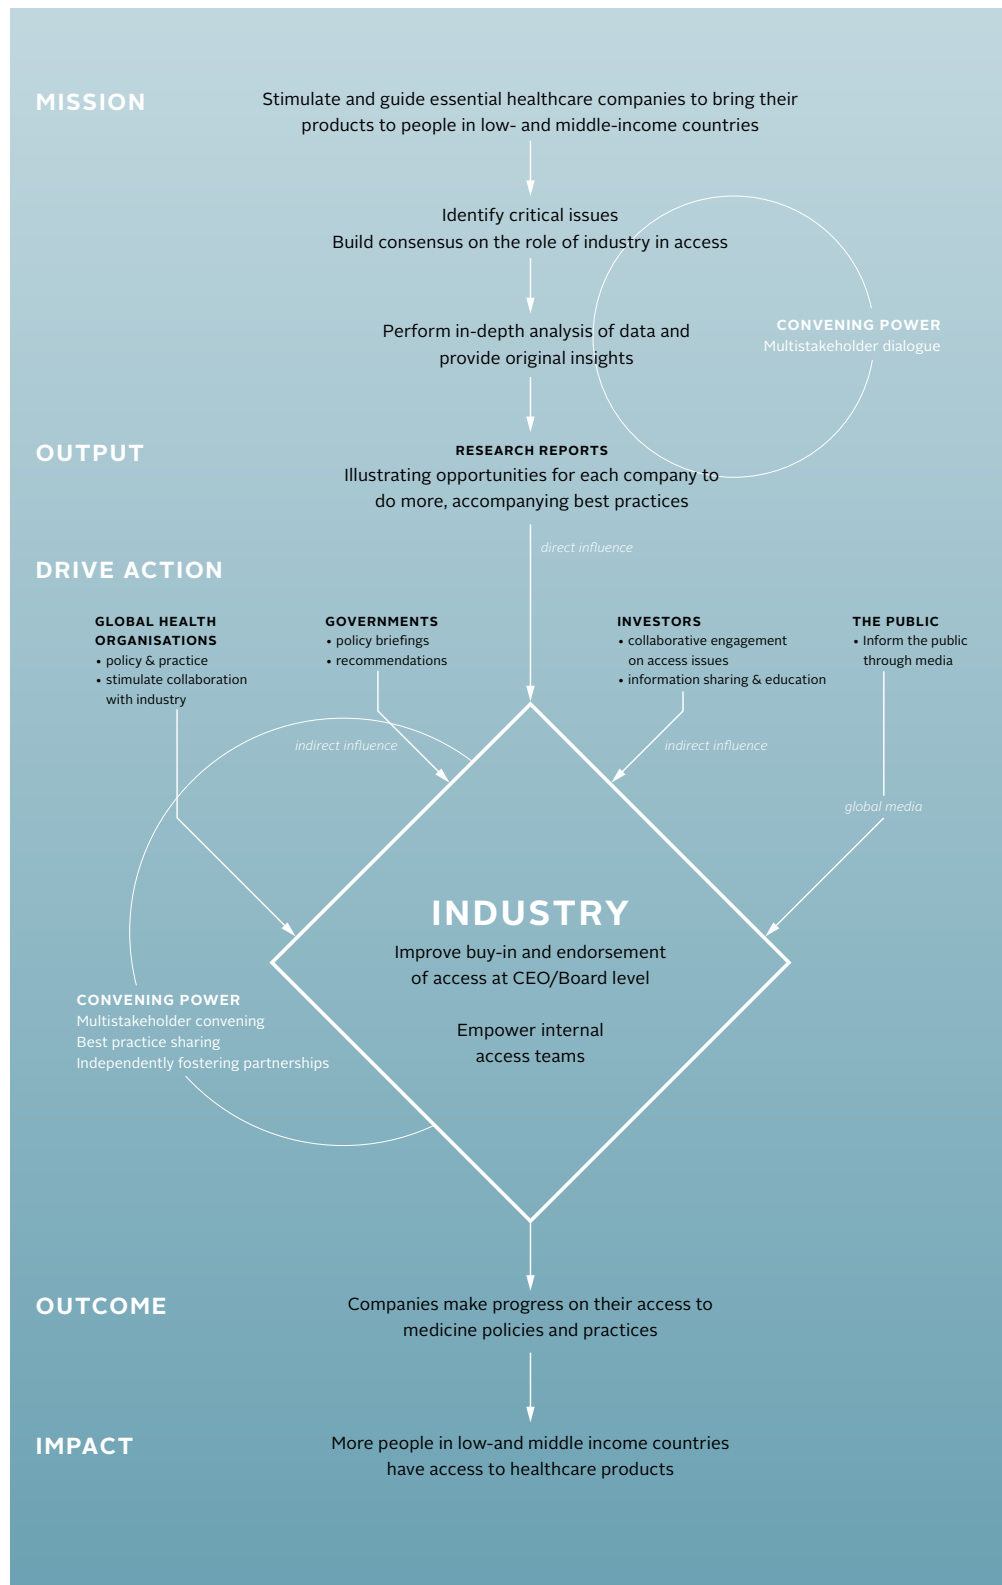 MISSION
Stimulate and guide essential healthcare companies to bring their
products to people in low- and middle-income countries
Identify critical issues
Build consensus on the role of industry in access
Perform in-depth analysis of data and
provide original insights
CONVENING POWER
Multistakeholder dialogue
OUTPUT
RESEARCH REPORTS
Illustrating opportunities for each company to
do more, accompanying best practices
direct influence
DRIVE ACTION
GLOBAL HEALTH
ORGANISATIONS
• policy & practice
• stimulate collaboration
with industry
GOVERNMENTS
• policy briefings
• recommendations
INVESTORS
• collaborative engagement
on access issues
• information sharing & education
THE PUBLIC
• Inform the public
through media
indirect influence
indirect influence
global media
INDUSTRY
Improve buy-in and endorsement
of access at CEO/Board level
Empower internal
access teams
CONVENING POWER
Multistakeholder convening
Best practice sharing
Independently fostering partnerships
OUTCOME
Companies make progress on their access to
medicine policies and practices
IMPACT
More people in low-and middle income countries
have access to healthcare products